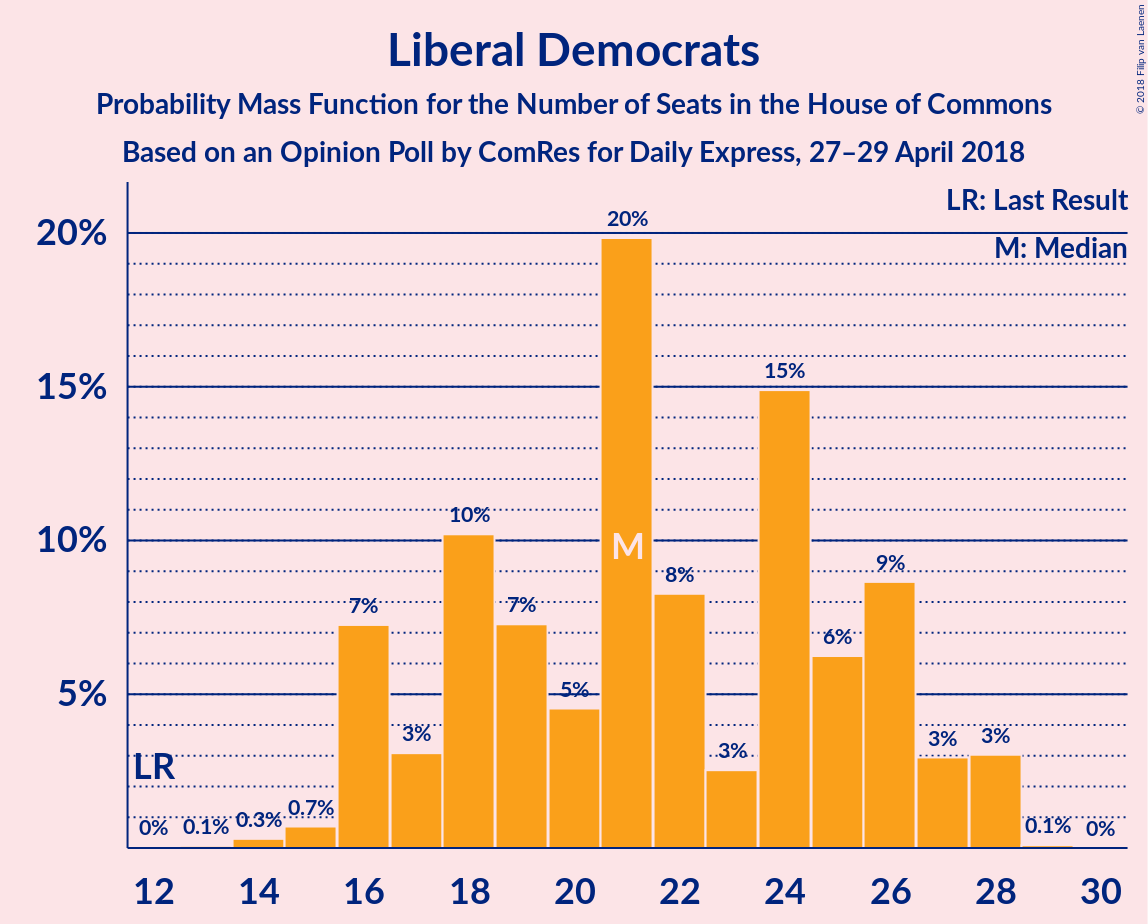 Liberal Democrats
Probability Mass Function for the Number of Seats in the House of Commons
Based on an Opinion Poll by ComRes for Daily Express, 27–29 April 2018
© 2018 Filip van Laenen
LR: Last Result
M: Median
20%
15%
10%
5%
LR
0%
0.1%
0.3%
0.7%
7%
3%
10%
7%
5%
20%
M
8%
3%
15%
6%
9%
3%
3%
0.1%
0%
12 14 16 18 20 22 24 26 28 30